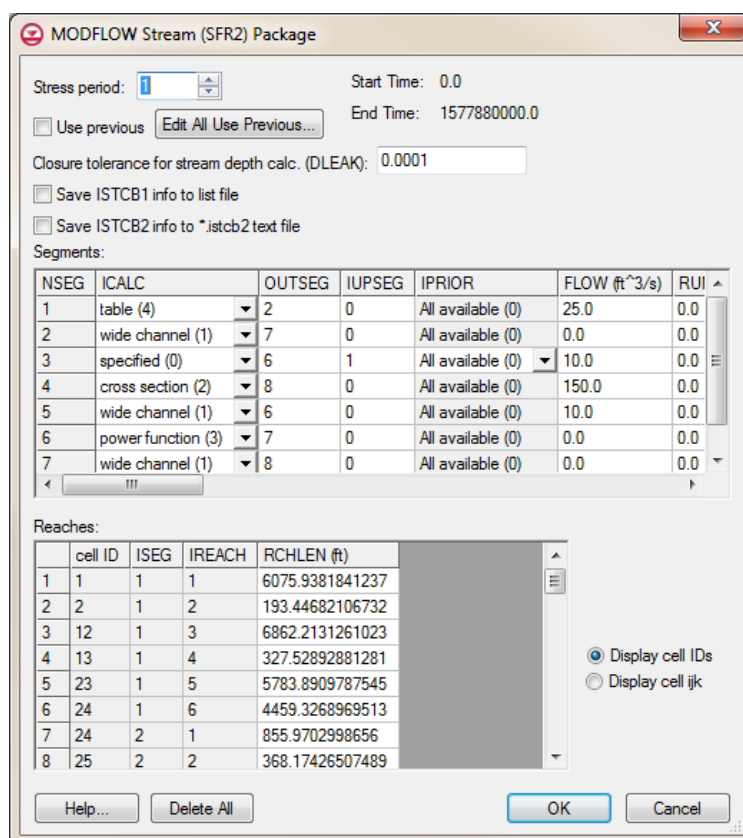 MODFLOW Stream (SFR2) Package
Stress period: 1 Start Time: 0.0
Use previous Edit All Use Previous... End Time: 1577880000.0
Closure tolerance for stream depth calc. (DLEAK): 0.0001
Save ISTCB1 info to list file
Save ISTCB2 info to *.istcb2 text file
Segments:
NSEG ICALC OUTSEG IUPSEG IPRIOR FLOW (ft^3/s) RUI
1 table (4) 2 0 All available (0) 25.0 0.0
2 wide channel (1) 7 0 All available (0) 0.0 0.0
3 specified (0) 6 1 All available (0) 10.0 0.0
4 cross section (2) 8 0 All available (0) 150.0 0.0
5 wide channel (1) 6 0 All available (0) 10.0 0.0
6 power function (3) 7 0 All available (0) 0.0 0.0
7 wide channel (1) 8 0 All available (0) 0.0 0.0
Reaches:
cell ID ISEG IREACH RCHLEN (ft)
1 1 1 1 6075.9381841237
2 2 1 2 193.44682106732
3 12 1 3 6862.2131261023
4 13 1 4 327.52892881281
5 23 1 5 5783.8909787545
6 24 1 6 4459.3268969513
7 24 2 1 855.9702998656
8 25 2 2 368.17426507489
Display cell IDs
Display cell ijk
Help... Delete All OK Cancel